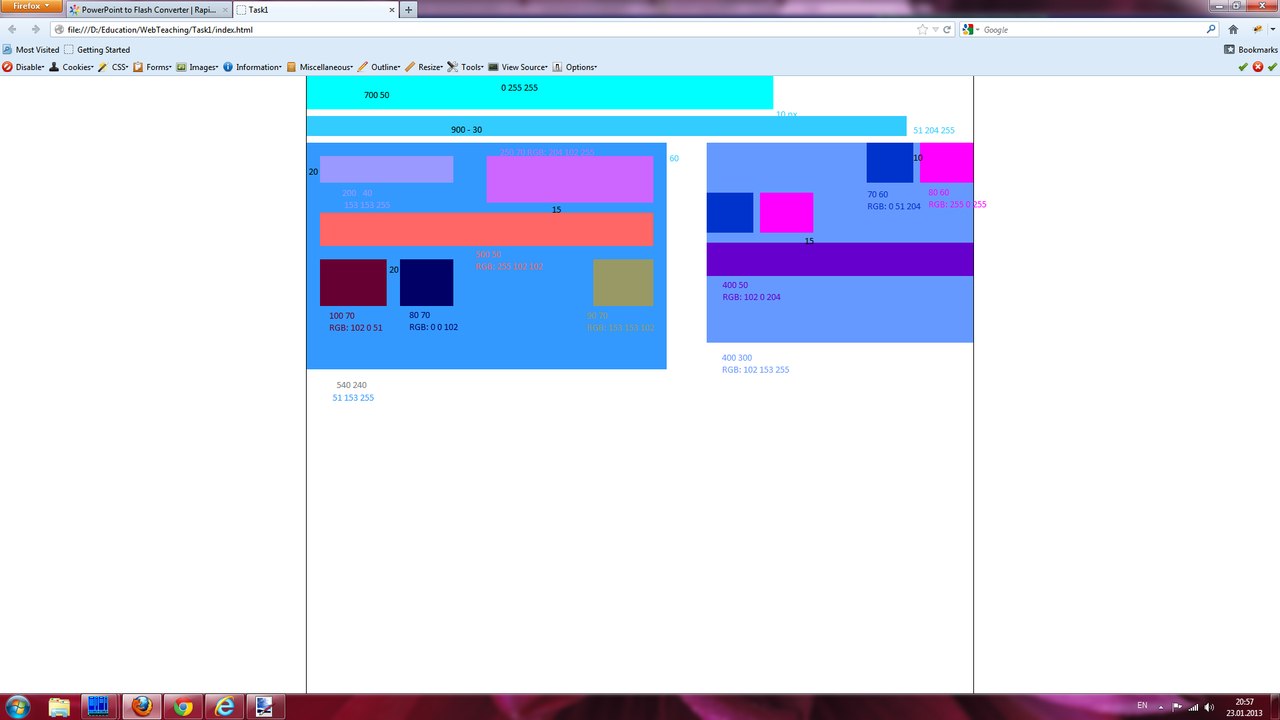 Firefox
PowerPoint to Flash Converter | Rapi...
Task1
file:///D:/Education/WebTeaching/Task1/index.html
Google
Most Visited
Getting Started
Bookmarks
Disable
Cookies
CSS
Forms
Images
Information
Miscellaneous
Outline
Resize
Tools
View Source
Options
0 255 255
700 50
10 px
900 - 30
51 204 255
250 70 RGB: 204 102 255
60
20
200 40
153 153 255
15
500 50
RGB: 255 102 102
20
100 70
RGB: 102 0 51
80 70
RGB: 0 0 102
90 70
RGB: 153 153 102
540 240
51 153 255
10
70 60
RGB: 0 51 204
80 60
RGB: 255 0 255
15
400 50
RGB: 102 0 204
400 300
RGB: 102 153 255
EN
20:57
23.01.2013